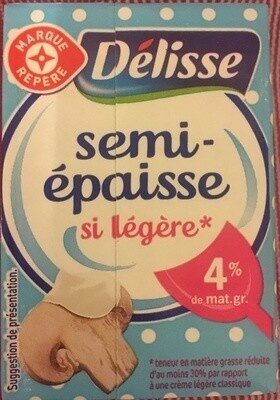 MARQUE
REPÈRE
Délisse
semi-
épaisse
si légère*
4%
de mat.gr.
Suggestion de présentation.
* teneur en matière grasse réduite
d'au moins 30% par rapport
à une crème légère classique